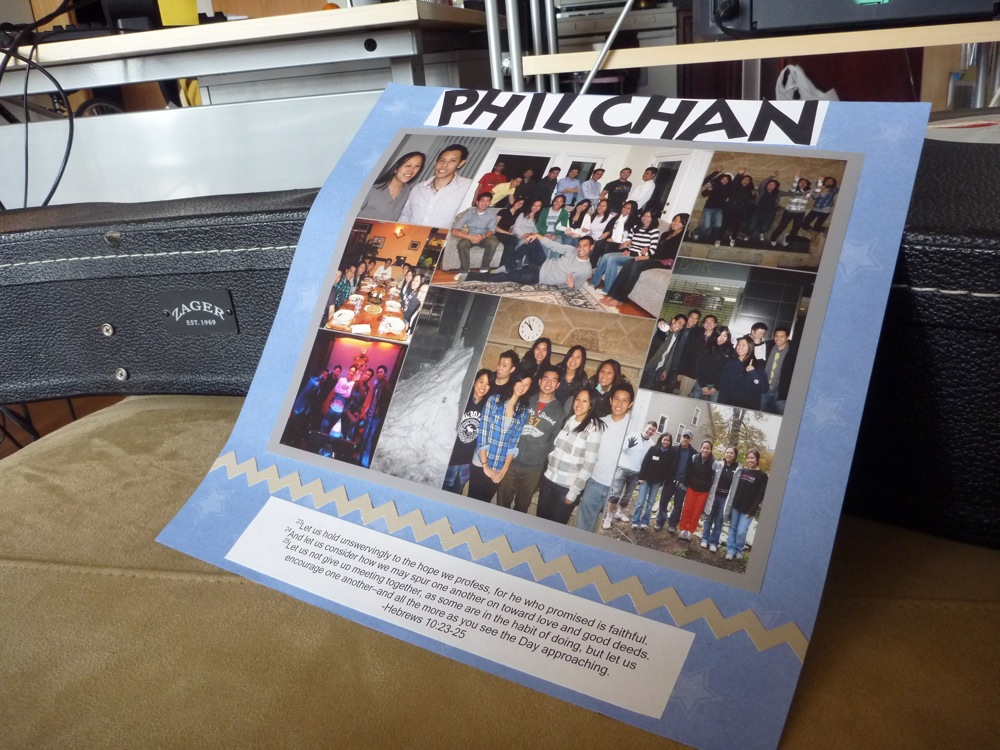 PHIL CHAN
ZAGER
EST. 1969
23Let us hold unswervingly to the hope we profess, for he who promised is faithful.
24And let us consider how we may spur one another on toward love and good deeds.
25Let us not give up meeting together, as some are in the habit of doing, but let us
encourage one another–and all the more as you see the Day approaching.
-Hebrews 10:23-25